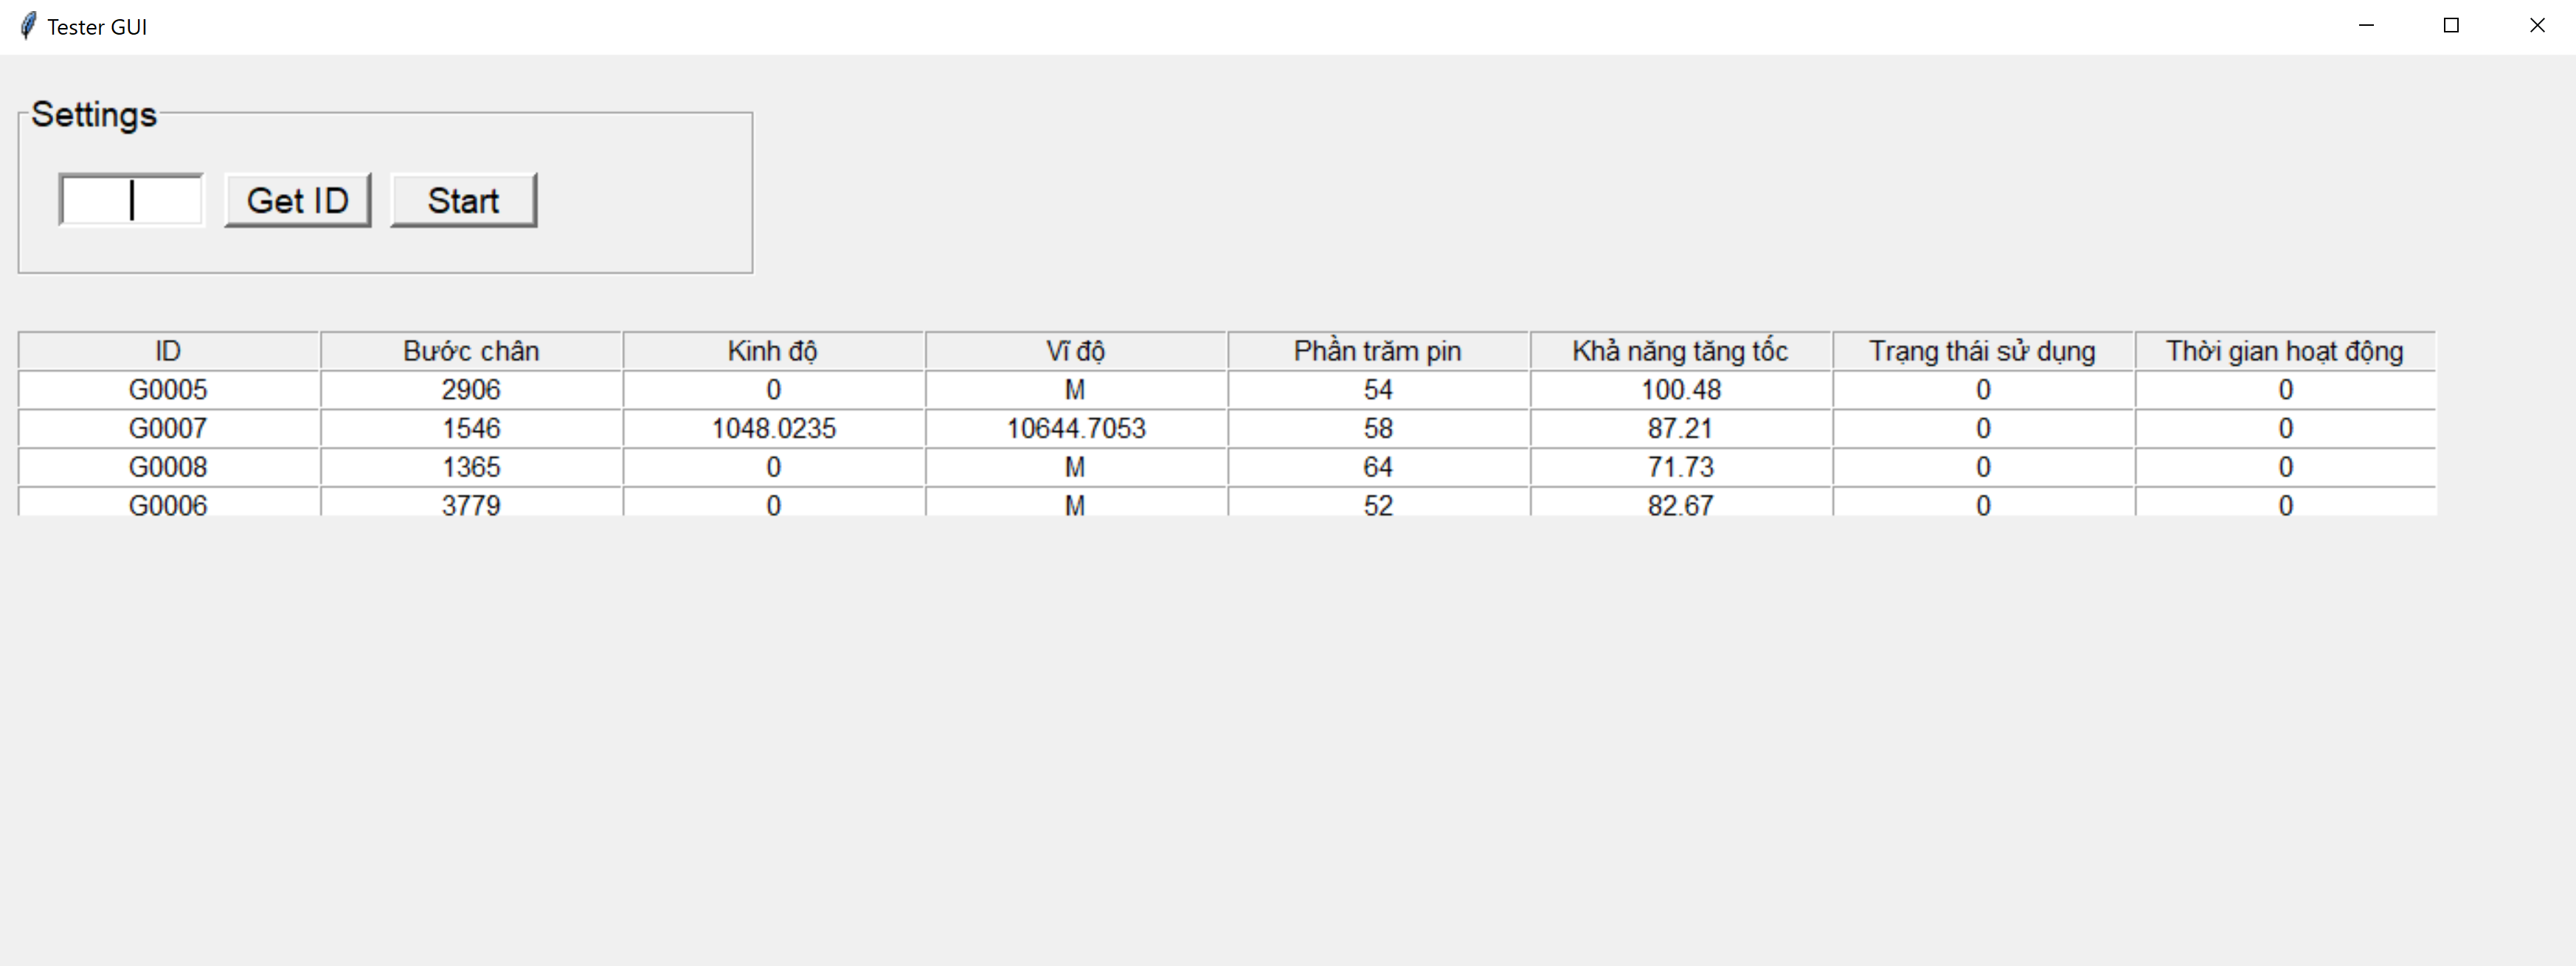 Tester GUI
Settings
Get ID Start
ID Bước chân Kinh độ Vĩ độ Phần trăm pin Khả năng tăng tốc Trạng thái sử dụng Thời gian hoạt động
G0005 2906 0 M 54 100.48 0 0
G0007 1546 1048.0235 10644.7053 58 87.21 0 0
G0008 1365 0 M 64 71.73 0 0
G0006 3779 0 M 52 82.67 0 0